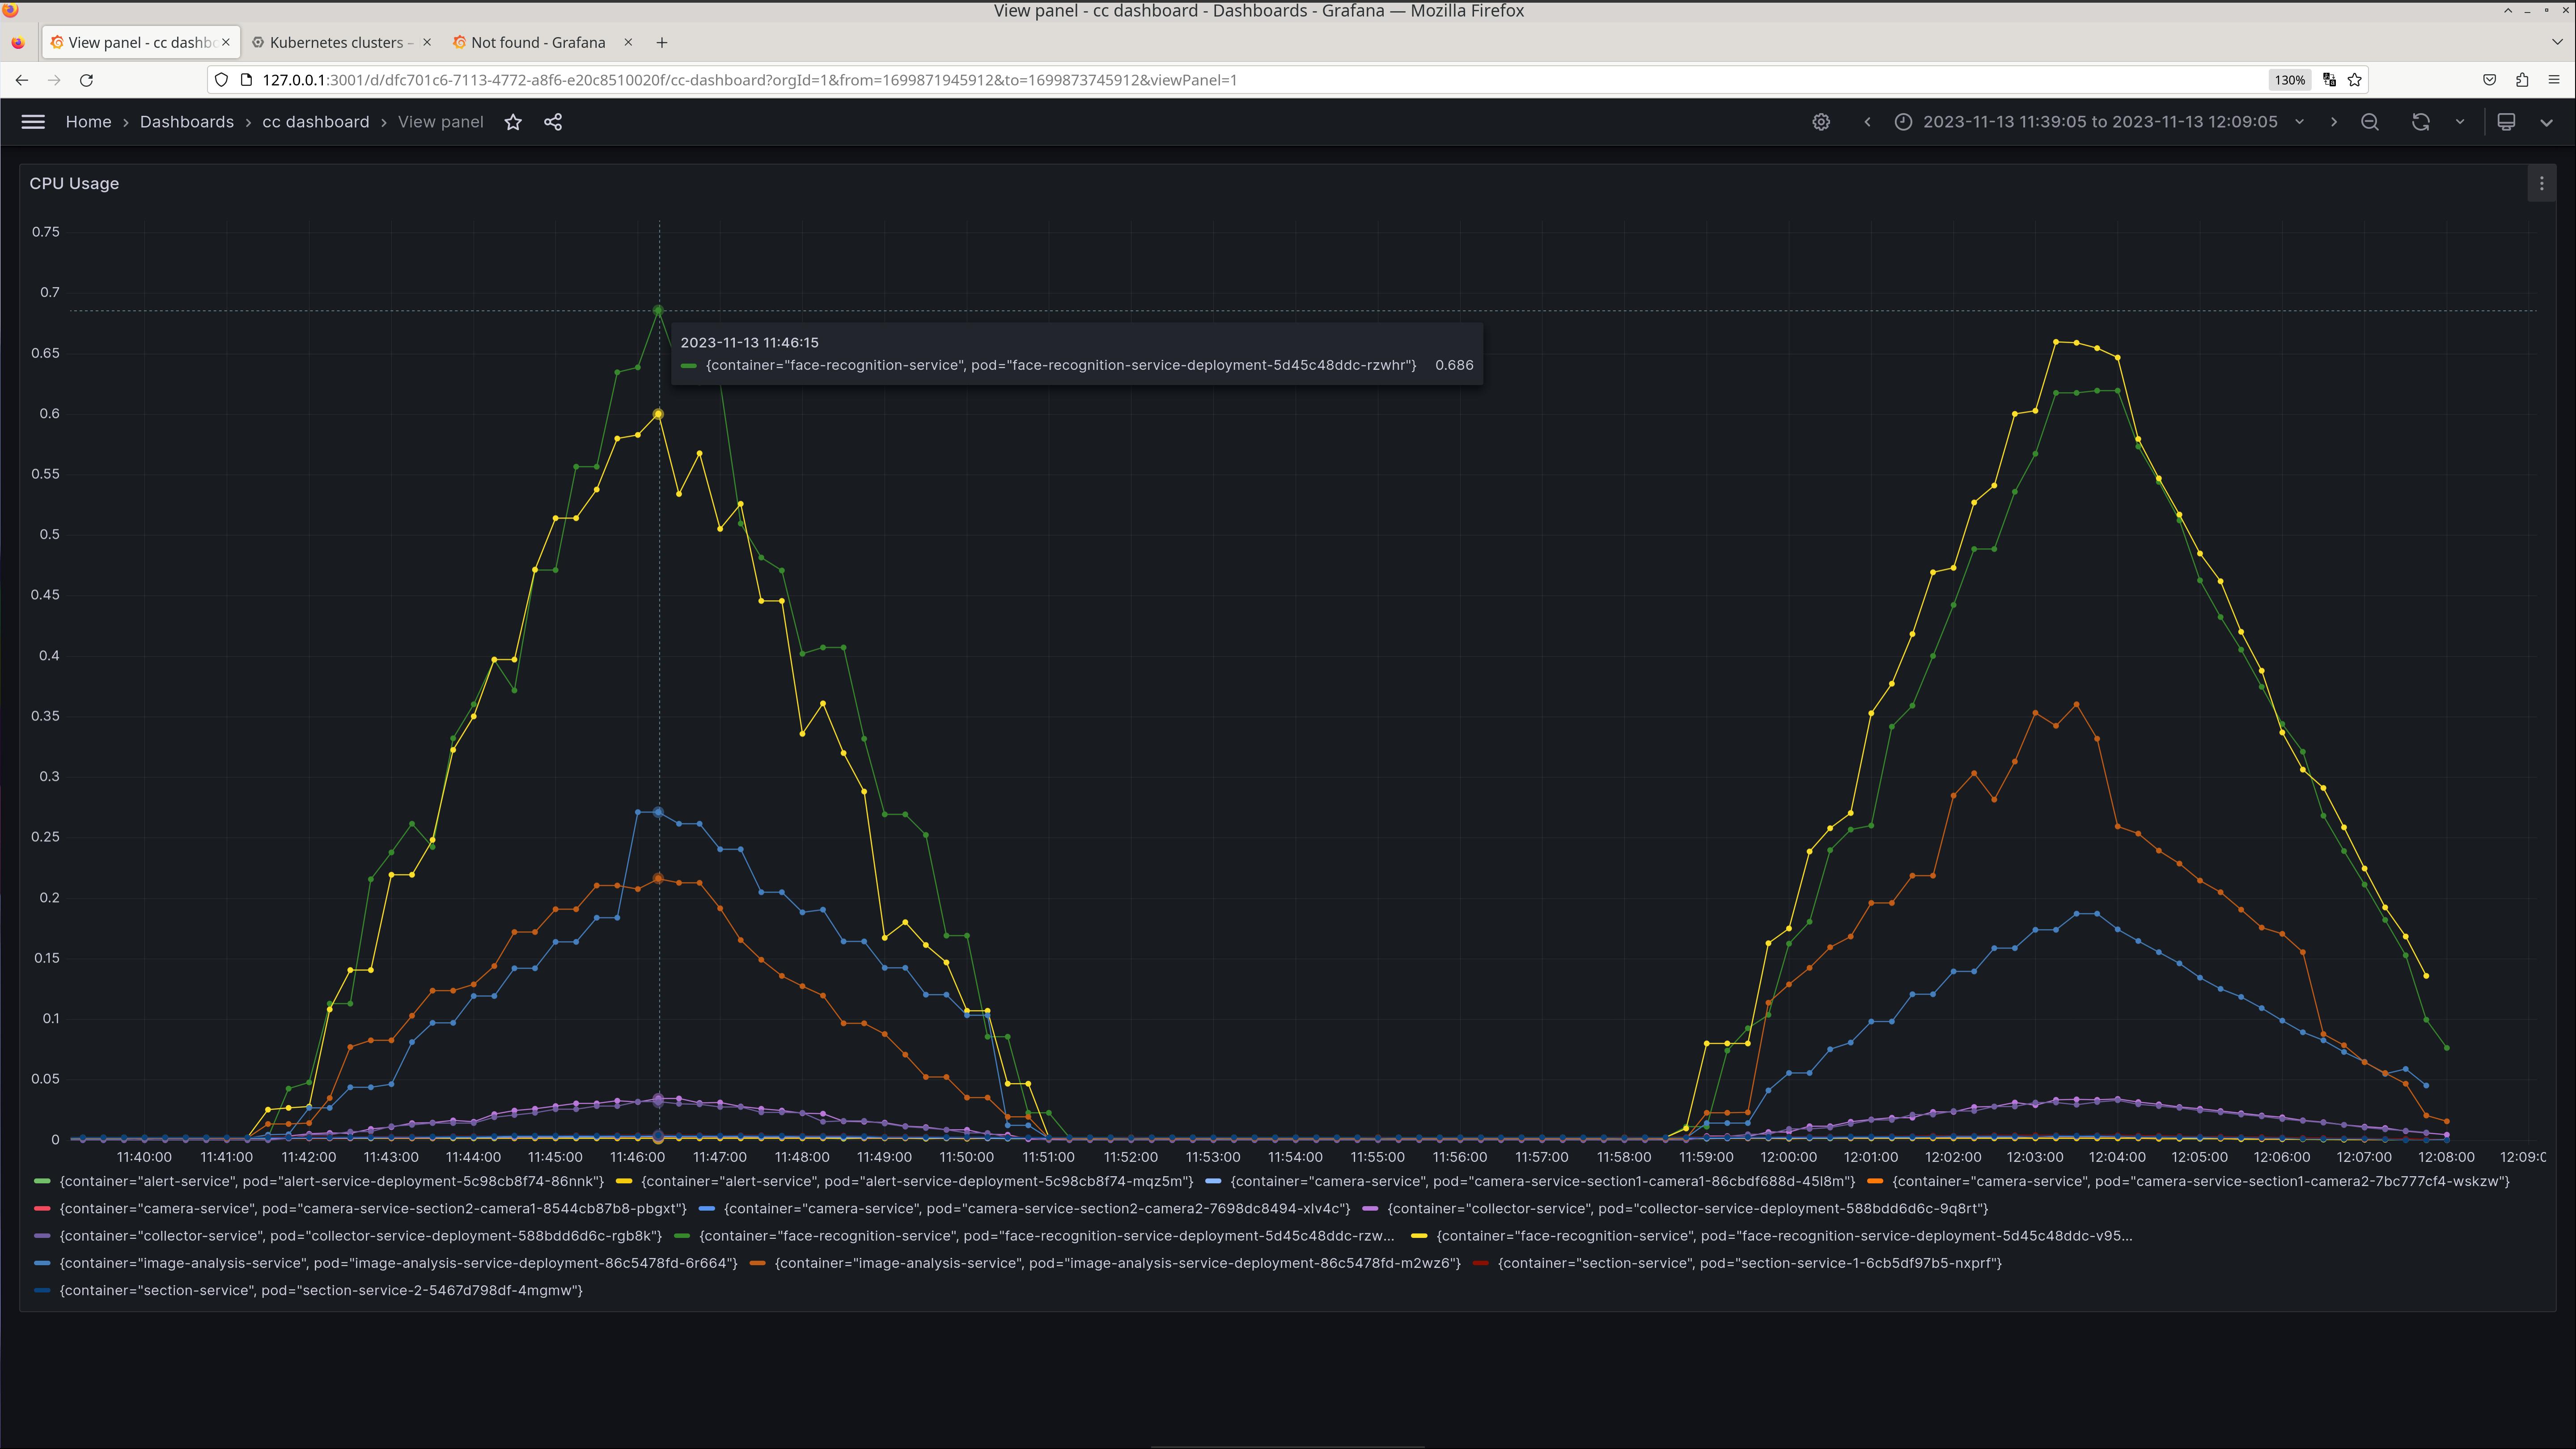 View panel - cc dashboard - Dashboards - Grafana — Mozilla Firefox
View panel - cc dashbo
Kubernetes clusters –
Not found - Grafana
127.0.0.1:3001/d/dfc701c6-7113-4772-a8f6-e20c8510020f/cc-dashboard?orgId=1&from=1699871945912&to=1699873745912&viewPanel=1
130%
Home > Dashboards > cc dashboard > View panel
2023-11-13 11:39:05 to 2023-11-13 12:09:05
CPU Usage
0.75
0.7
0.65
0.6
0.55
0.5
0.45
0.4
0.35
0.3
0.25
0.2
0.15
0.1
0.05
0
2023-11-13 11:46:15
{container="face-recognition-service", pod="face-recognition-service-deployment-5d45c48ddc-rzwhr"} 0.686
11:40:00 11:41:00 11:42:00 11:43:00 11:44:00 11:45:00 11:46:00 11:47:00 11:48:00 11:49:00 11:50:00 11:51:00 11:52:00 11:53:00 11:54:00 11:55:00 11:56:00 11:57:00 11:58:00 11:59:00 12:00:00 12:01:00 12:02:00 12:03:00 12:04:00 12:05:00 12:06:00 12:07:00 12:08:00 12:09:0
{container="alert-service", pod="alert-service-deployment-5c98cb8f74-86nnk"} {container="alert-service", pod="alert-service-deployment-5c98cb8f74-mqz5m"} {container="camera-service", pod="camera-service-section1-camera1-86cbdf688d-45l8m"} {container="camera-service", pod="camera-service-section1-camera2-7bc777cf4-wskzw"}
{container="camera-service", pod="camera-service-section2-camera1-8544cb87b8-pbgxt"} {container="camera-service", pod="camera-service-section2-camera2-7698dc8494-xlv4c"} {container="collector-service", pod="collector-service-deployment-588bdd6d6c-9q8rt"}
{container="collector-service", pod="collector-service-deployment-588bdd6d6c-rgb8k"} {container="face-recognition-service", pod="face-recognition-service-deployment-5d45c48ddc-rzw... {container="face-recognition-service", pod="face-recognition-service-deployment-5d45c48ddc-v95...
{container="image-analysis-service", pod="image-analysis-service-deployment-86c5478fd-6r664"} {container="image-analysis-service", pod="image-analysis-service-deployment-86c5478fd-m2wz6"} {container="section-service", pod="section-service-1-6cb5df97b5-nxprf"}
{container="section-service", pod="section-service-2-5467d798df-4mgmw"}